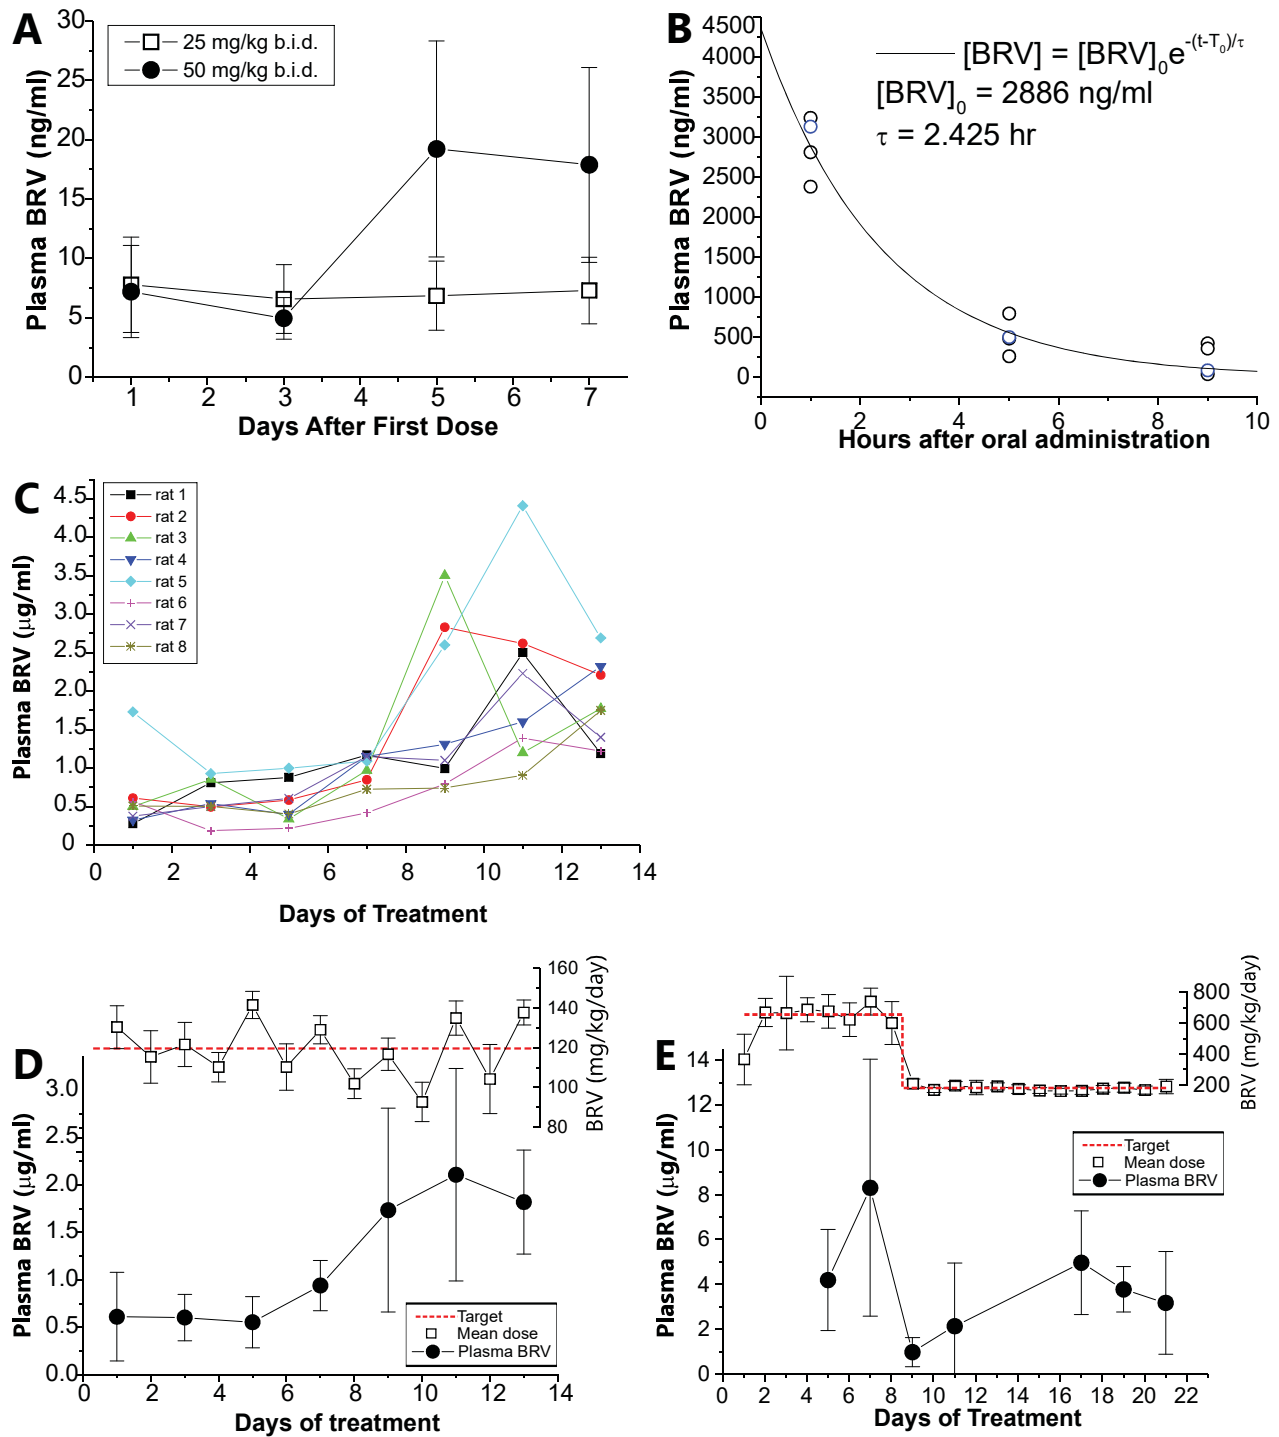 A
30
25
20
15
10
5
0
Plasma BRV (ng/ml)
25 mg/kg b.i.d.
50 mg/kg b.i.d.
1 2 3 4 5 6 7
Days After First Dose
B
4500
4000
3500
3000
2500
2000
1500
1000
500
0
Plasma BRV (ng/ml)
[BRV] = [BRV]₀e^-(t-T₀)/τ
[BRV]₀ = 2886 ng/ml
τ = 2.425 hr
0 2 4 6 8 10
Hours after oral administration
C
4.5
4.0
3.5
3.0
2.5
2.0
1.5
1.0
0.5
0
Plasma BRV (μg/ml)
rat 1
rat 2
rat 3
rat 4
rat 5
rat 6
rat 7
rat 8
0 2 4 6 8 10 12 14
Days of Treatment
D
160
140
120
100
80
BRV (mg/kg/day)
3.0
2.5
2.0
1.5
1.0
0.5
0.0
Plasma BRV (μg/ml)
Target
Mean dose
Plasma BRV
0 2 4 6 8 10 12 14
Days of treatment
E
800
600
400
200
BRV (mg/kg/day)
14
12
10
8
6
4
2
0
Plasma BRV (μg/ml)
Target
Mean dose
Plasma BRV
0 2 4 6 8 10 12 14 16 18 20 22
Days of Treatment